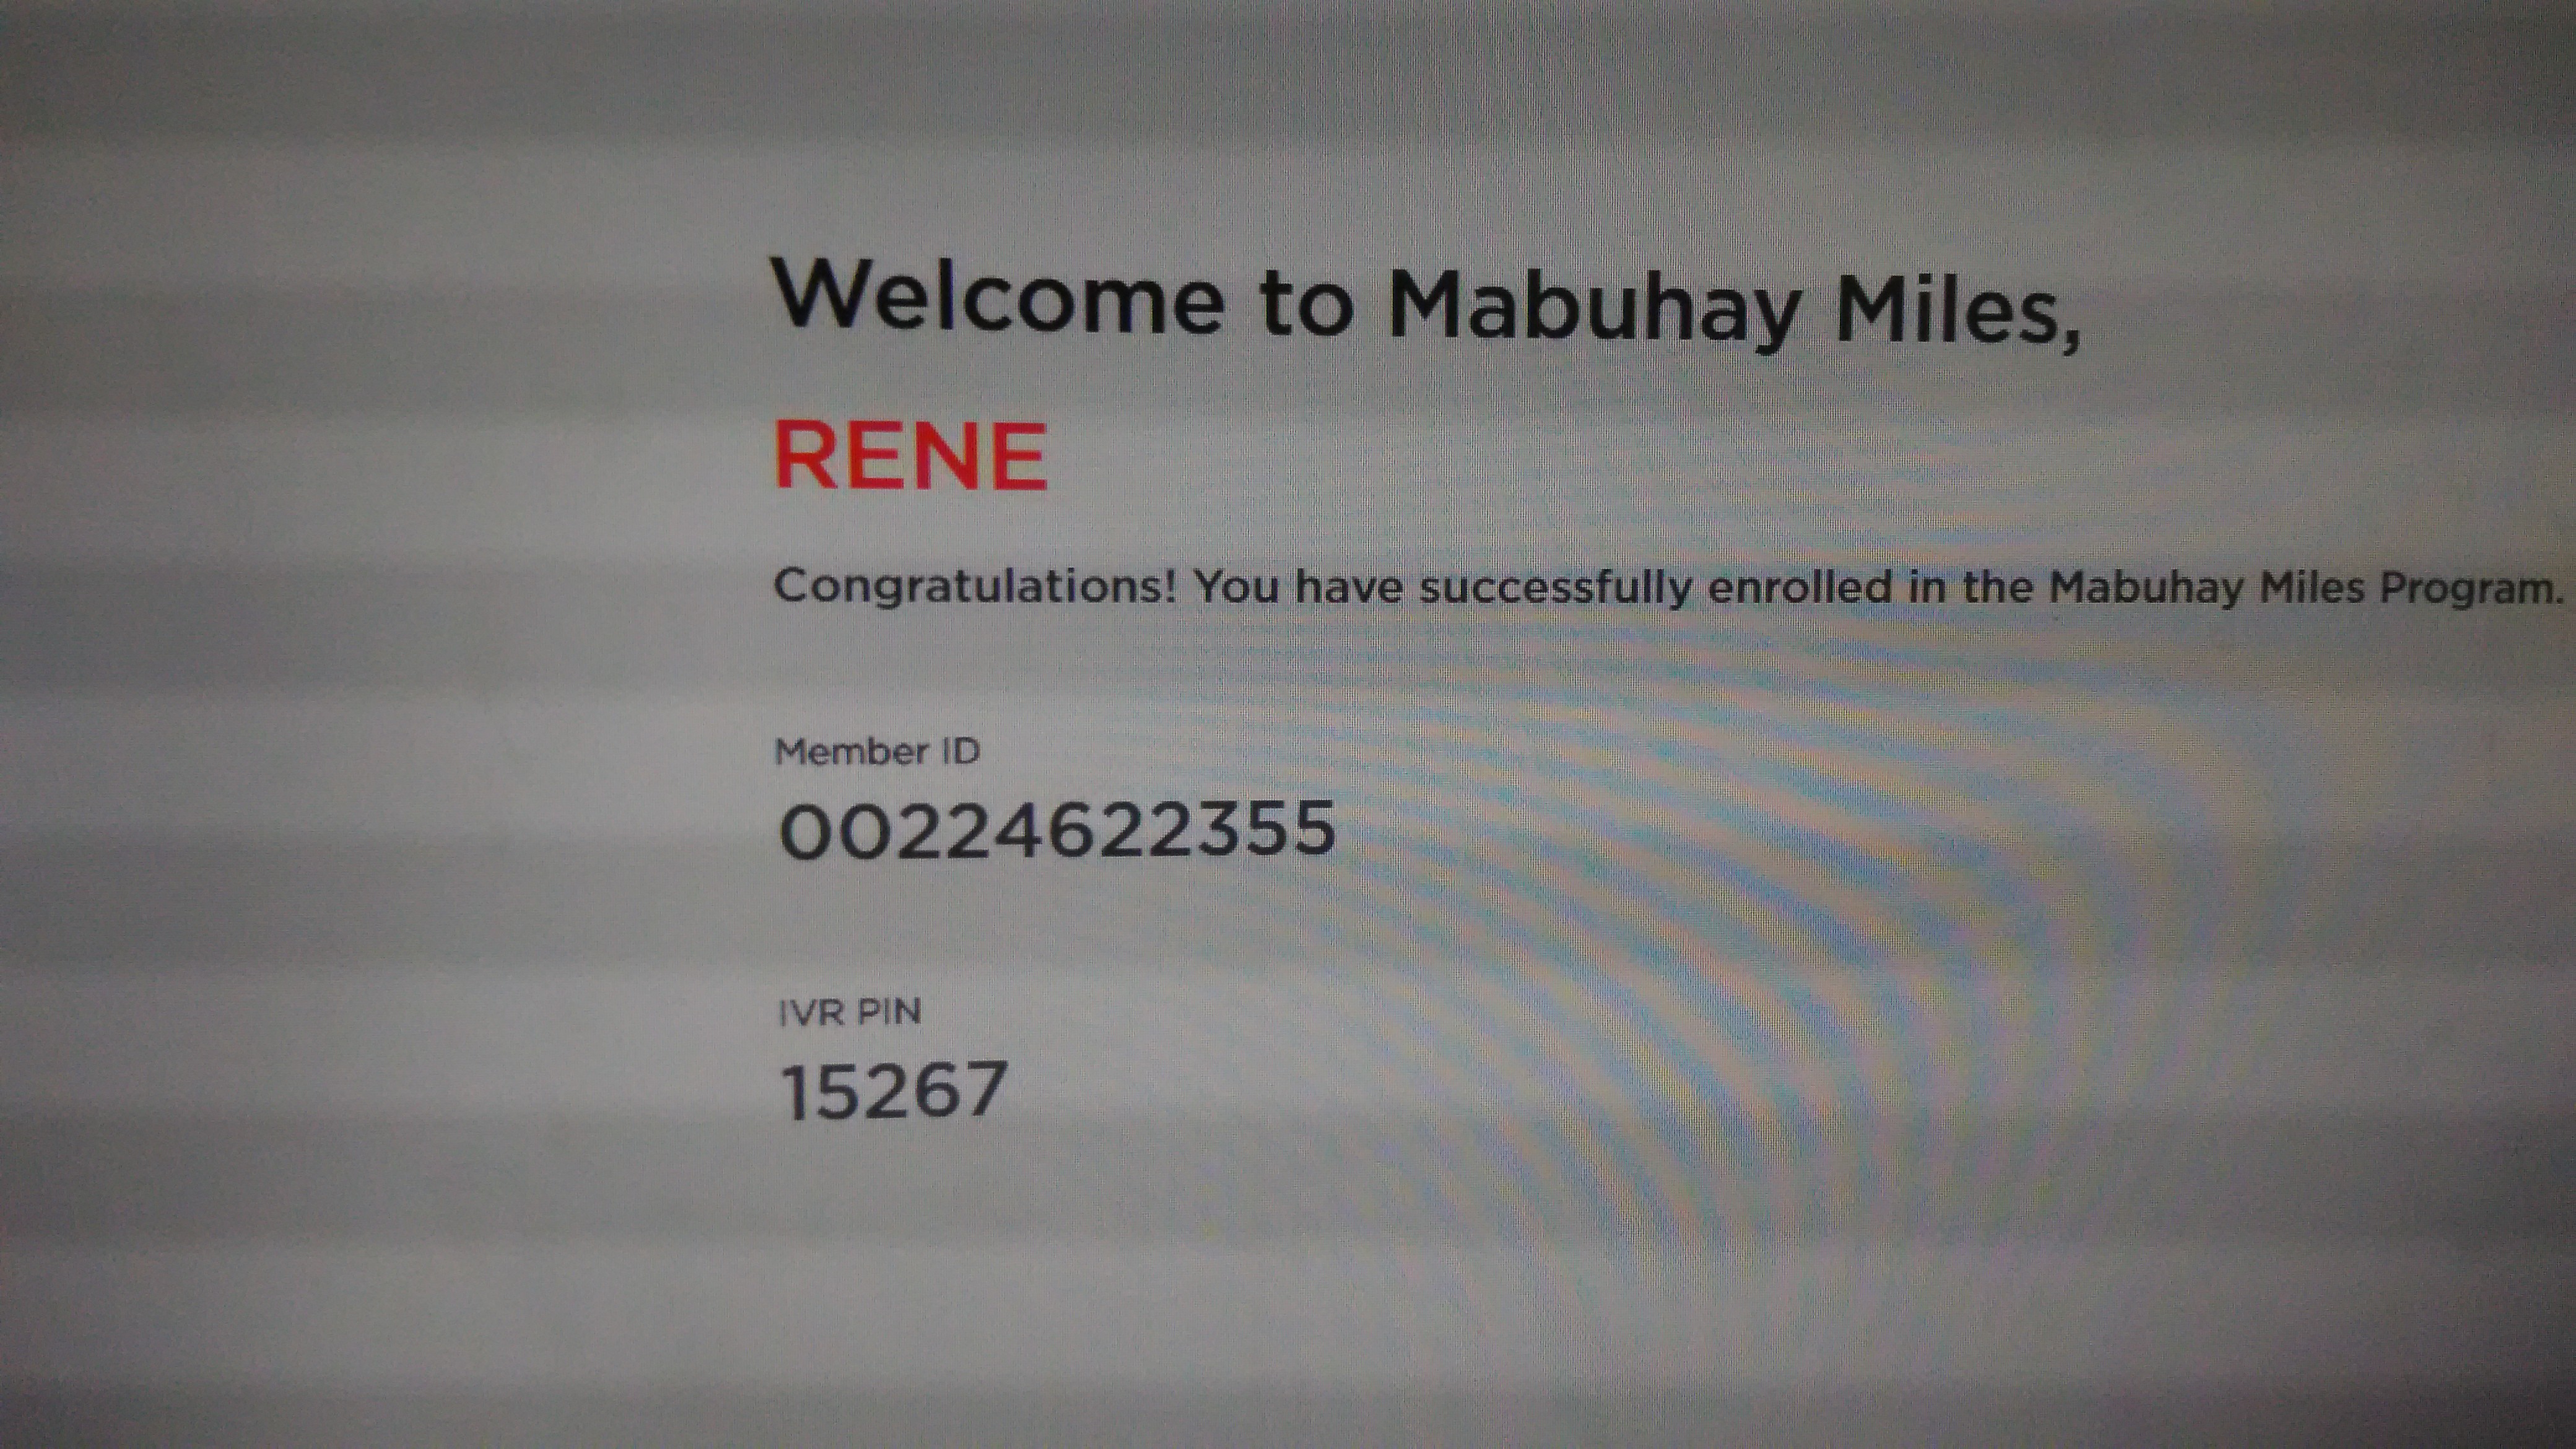 Welcome to Mabuhay Miles,
RENE
Congratulations! You have successfully enrolled in the Mabuhay Miles Program.
Member ID
00224622355
IVR PIN
15267